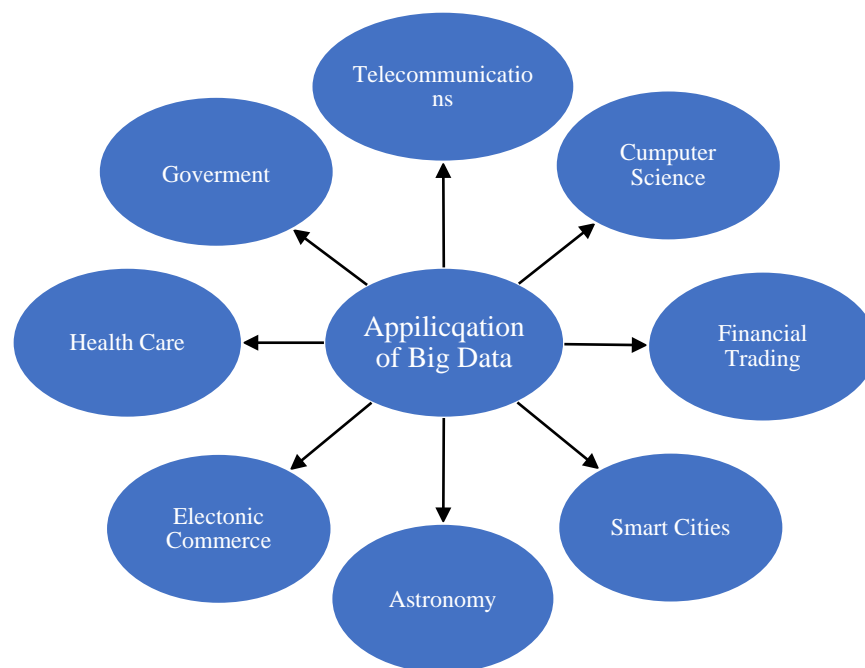 Telecommunicatio
ns
Cumputer
Science
Goverment
Appilicqation
of Big Data
Health Care
Financial
Trading
Electonic
Commerce
Smart Cities
Astronomy